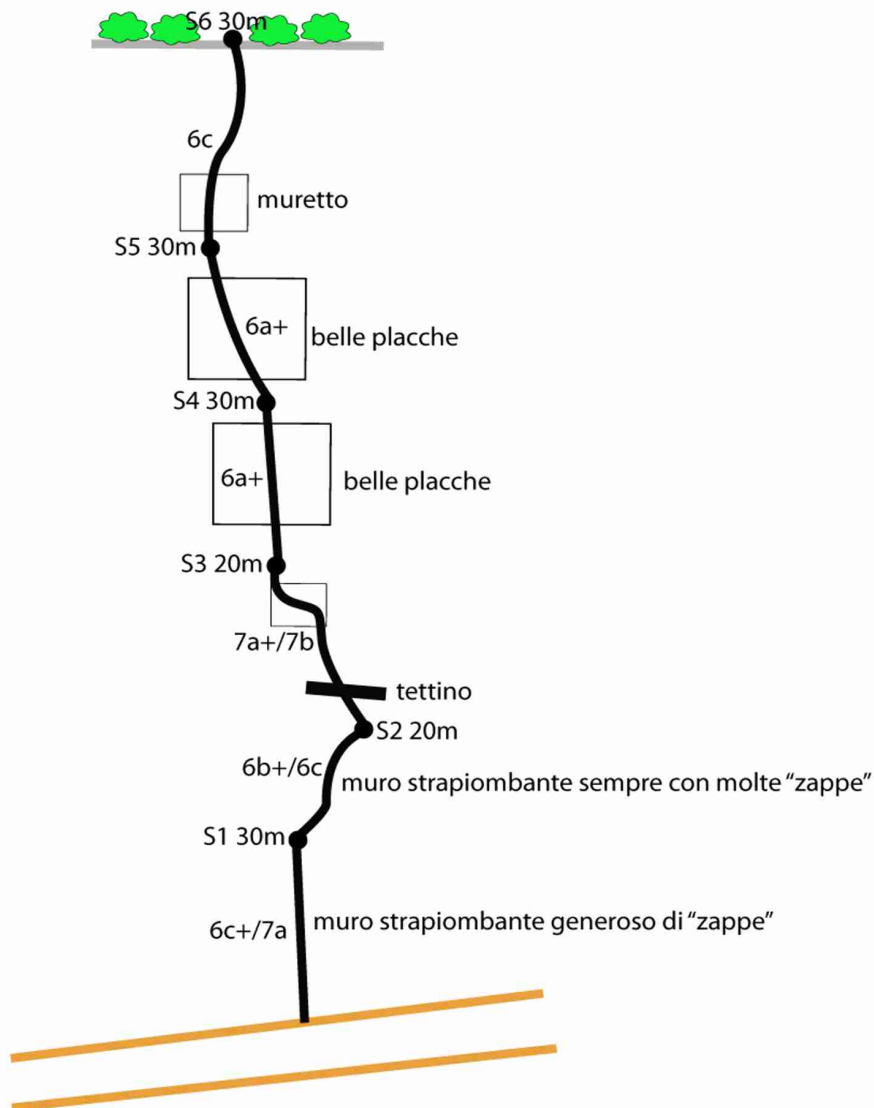 S6 30m
6c
muretto
S5 30m
6a+
belle placche
S4 30m
6a+
belle placche
S3 20m
7a+/7b
tettino
S2 20m
6b+/6c
muro strapiombante sempre con molte “zappe”
S1 30m
6c+/7a
muro strapiombante generoso di “zappe”